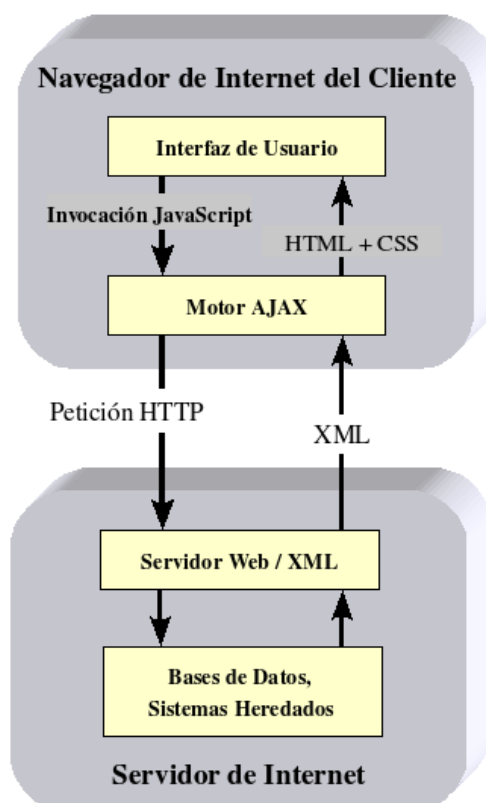 Navegador de Internet del Cliente
Interfaz de Usuario
Invocación JavaScript
HTML + CSS
Motor AJAX
Petición HTTP
XML
Servidor Web / XML
Bases de Datos,
Sistemas Heredados
Servidor de Internet